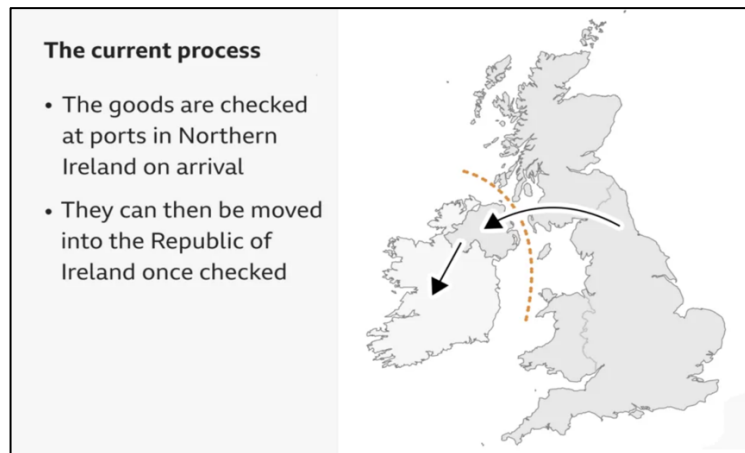 The current process
• The goods are checked
at ports in Northern
Ireland on arrival
• They can then be moved
into the Republic of
Ireland once checked